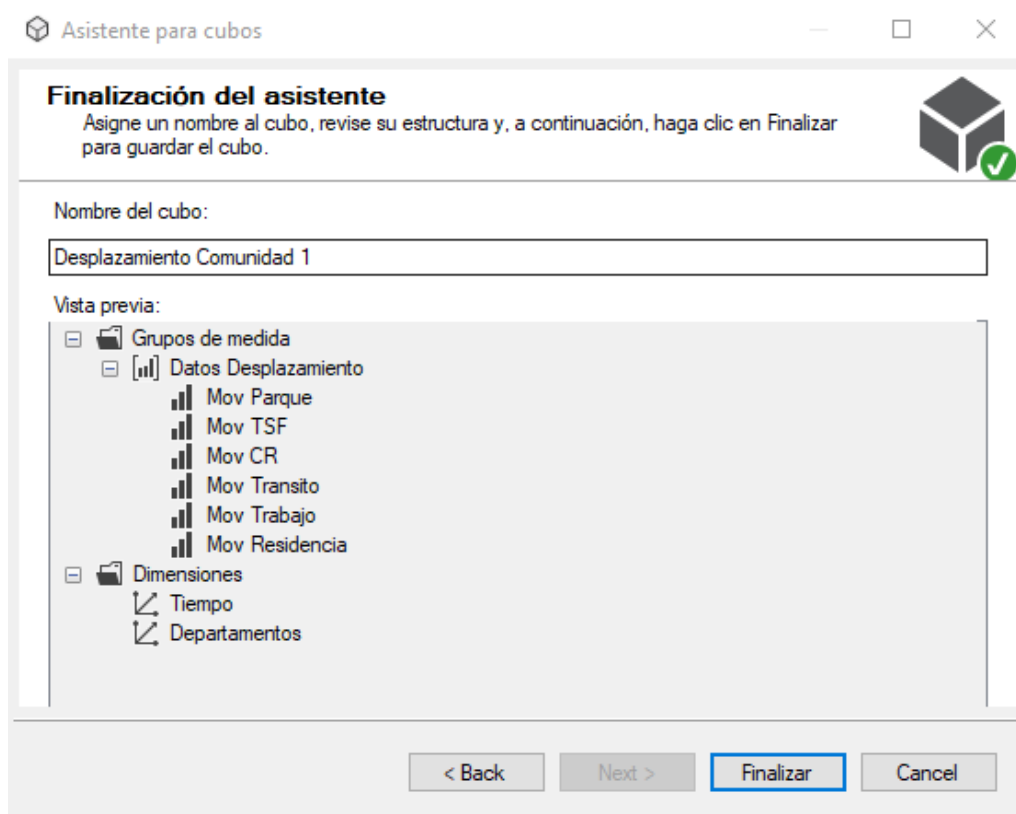 Asistente para cubos
Finalización del asistente
Asigne un nombre al cubo, revise su estructura y, a continuación, haga clic en Finalizar
para guardar el cubo.
Nombre del cubo:
Desplazamiento Comunidad 1
Vista previa:
Grupos de medida
Datos Desplazamiento
Mov Parque
Mov TSF
Mov CR
Mov Transito
Mov Trabajo
Mov Residencia
Dimensiones
Tiempo
Departamentos
< Back Next > Finalizar Cancel